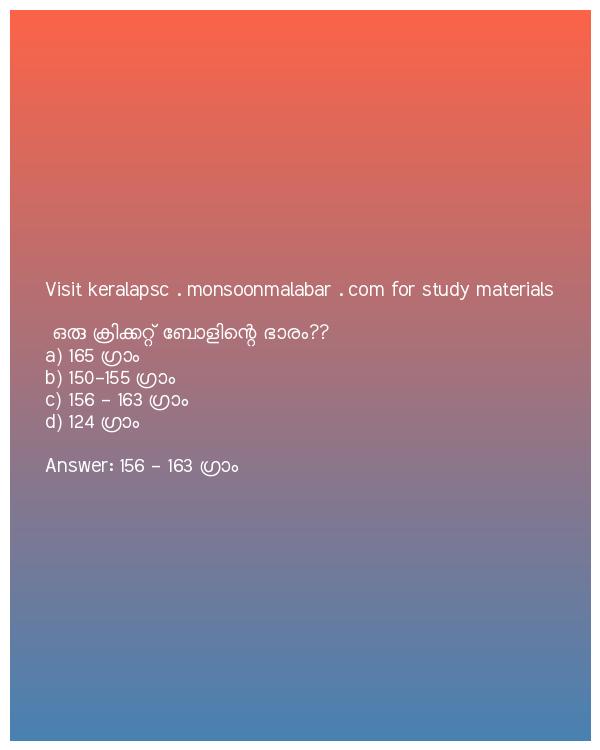 Visit keralapsc . monsoonmalabar . com for study materials
ഒരു ക്രിക്കറ്റ് ബോളിന്റെ ഭാരം??
a) 165 ഗ്രാം
b) 150-155 ഗ്രാം
c) 156 - 163 ഗ്രാം
d) 124 ഗ്രാം
Answer: 156 - 163 ഗ്രാം